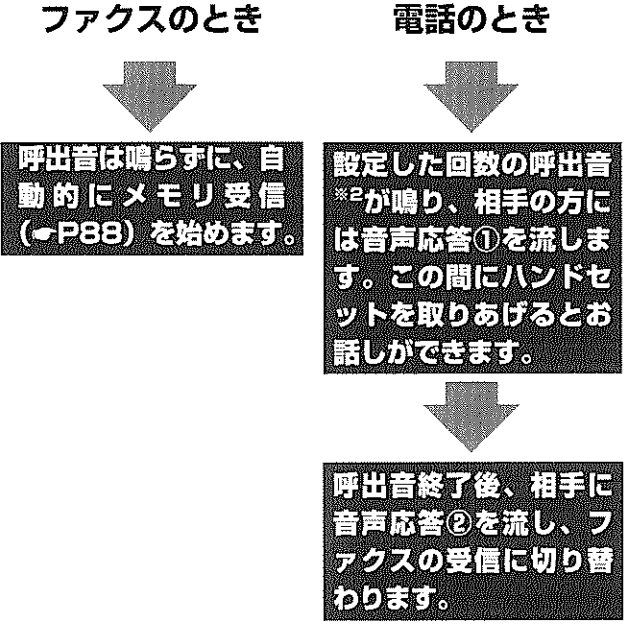 ファクスのとき
呼出音は鳴らずに、自
動的にメモリ受信
（☛P88）を始めます。
電話のとき
設定した回数の呼出音
※2が鳴り、相手の方に
は音声応答①を流しま
す。この間にハンドセ
ットを取りあげるとお
話しができます。
呼出音終了後、相手に
音声応答②を流し、フ
ァクスの受信に切り替
わります。